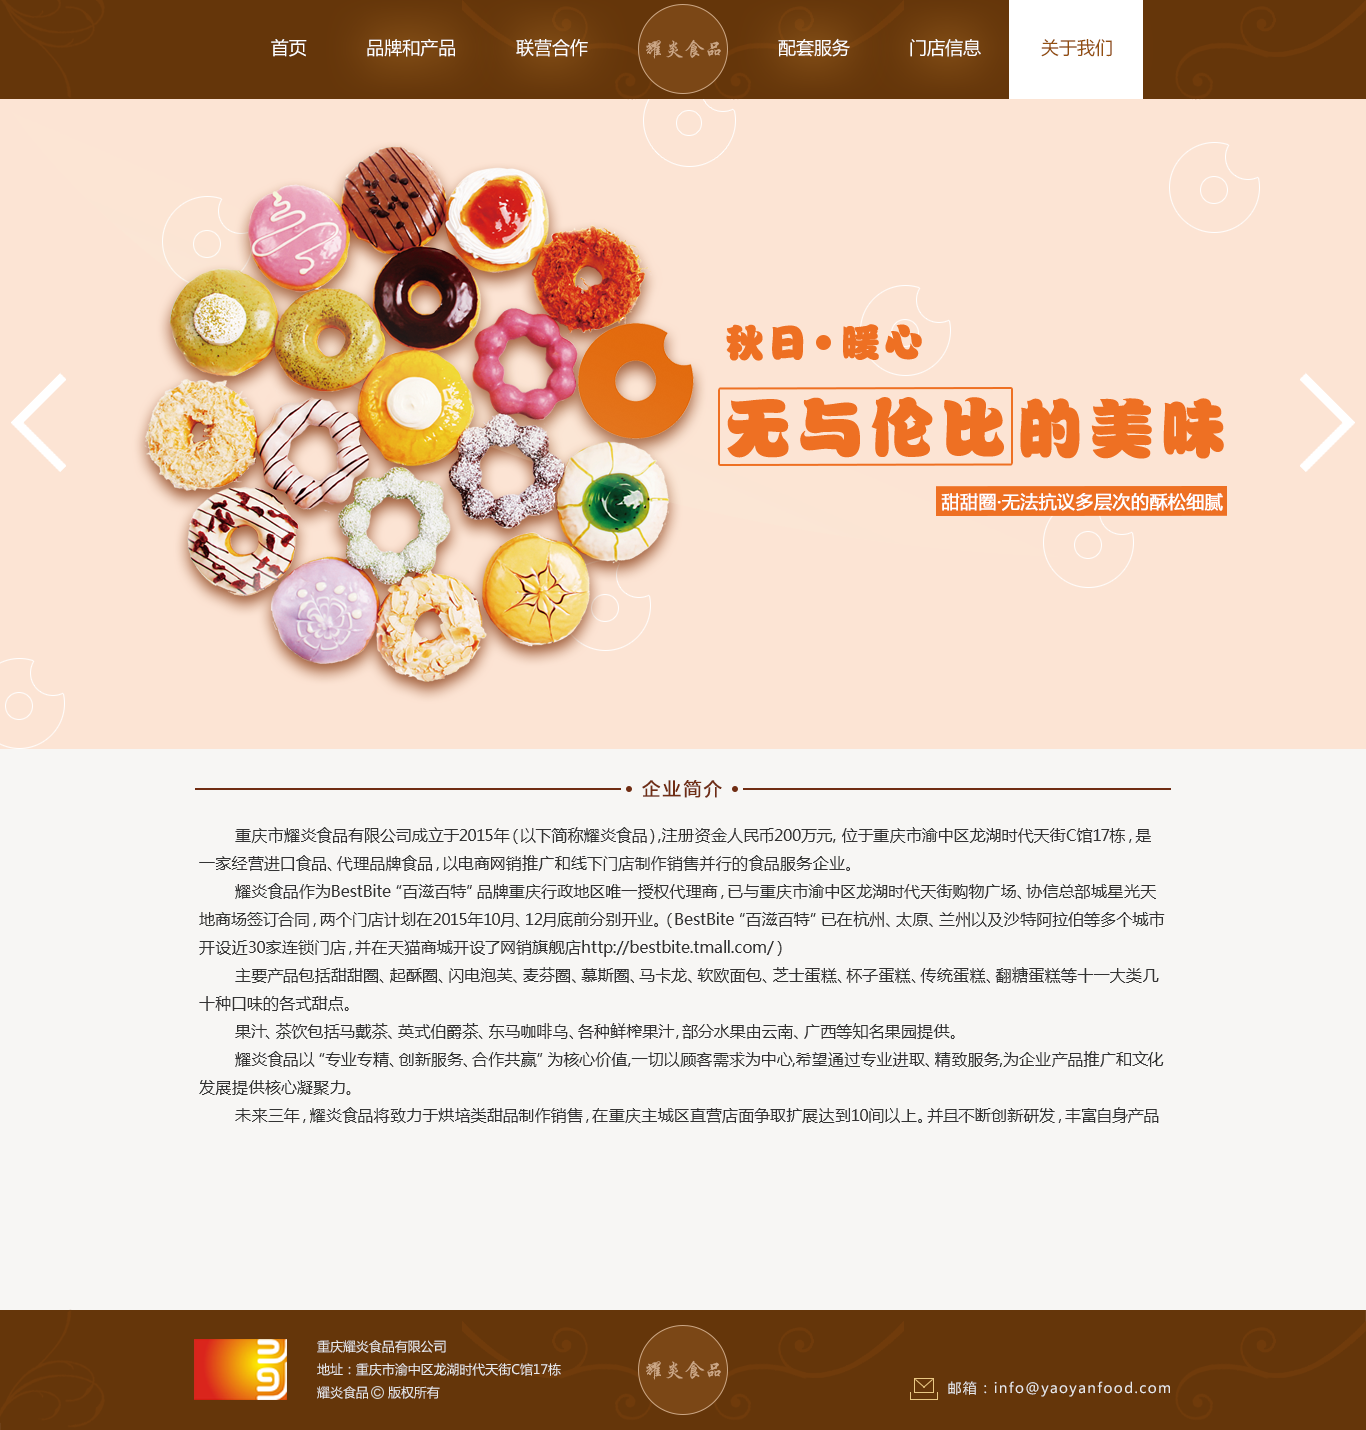 首页
品牌和产品
联营合作
耀炎食品
配套服务
门店信息
关于我们
秋日·暖心
无与伦比的美味
甜甜圈·无法抗议多层次的酥松细腻
• 企业简介 •
重庆市耀炎食品有限公司成立于2015年(以下简称耀炎食品),注册资金人民币200万元, 位于重庆市渝中区龙湖时代天街C馆17栋,是
一家经营进口食品、代理品牌食品,以电商网销推广和线下门店制作销售并行的食品服务企业。
耀炎食品作为BestBite “百滋百特” 品牌重庆行政地区唯一授权代理商,已与重庆市渝中区龙湖时代天街购物广场、协信总部城星光天
地商场签订合同,两个门店计划在2015年10月、12月底前分别开业。(BestBite “百滋百特” 已在杭州、太原、兰州以及沙特阿拉伯等多个城市
开设近30家连锁门店,并在天猫商城开设了网销旗舰店http://bestbite.tmall.com/ )
主要产品包括甜甜圈、起酥圈、闪电泡芙、麦芬圈、慕斯圈、马卡龙、软欧面包、芝士蛋糕、杯子蛋糕、传统蛋糕、翻糖蛋糕等十一大类几
十种口味的各式甜点。
果汁、茶饮包括马戴茶、英式伯爵茶、东马咖啡乌、各种鲜榨果汁,部分水果由云南、广西等知名果园提供。
耀炎食品以 “专业专精、创新服务、合作共赢” 为核心价值,一切以顾客需求为中心,希望通过专业进取、精致服务,为企业产品推广和文化
发展提供核心凝聚力。
未来三年,耀炎食品将致力于烘培类甜品制作销售,在重庆主城区直营店面争取扩展达到10间以上。并且不断创新研发,丰富自身产品
重庆耀炎食品有限公司
地址：重庆市渝中区龙湖时代天街C馆17栋
耀炎食品 © 版权所有
耀炎食品
邮箱：info@yaoyanfood.com